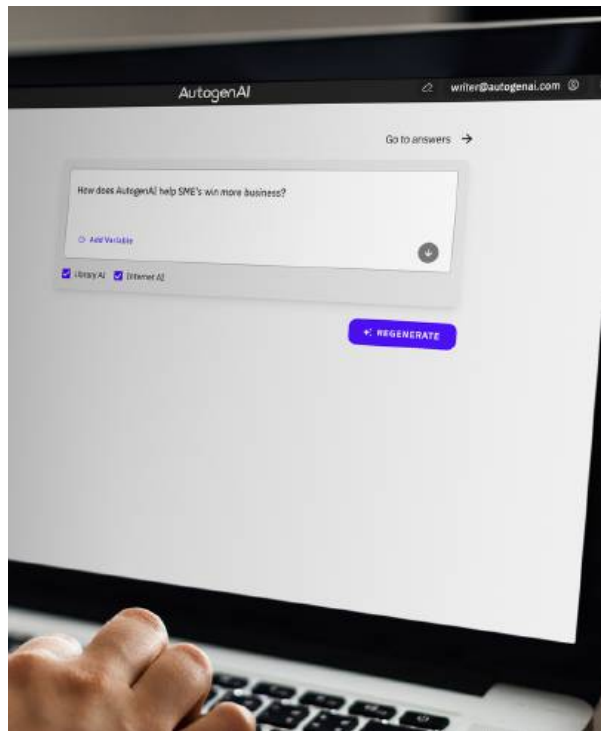 AutogenAI
writer@autogenai.com
Go to answers →
How does AutogenAI help SME's win more business?
Add Variable
Library AI Internet AI
REGENERATE